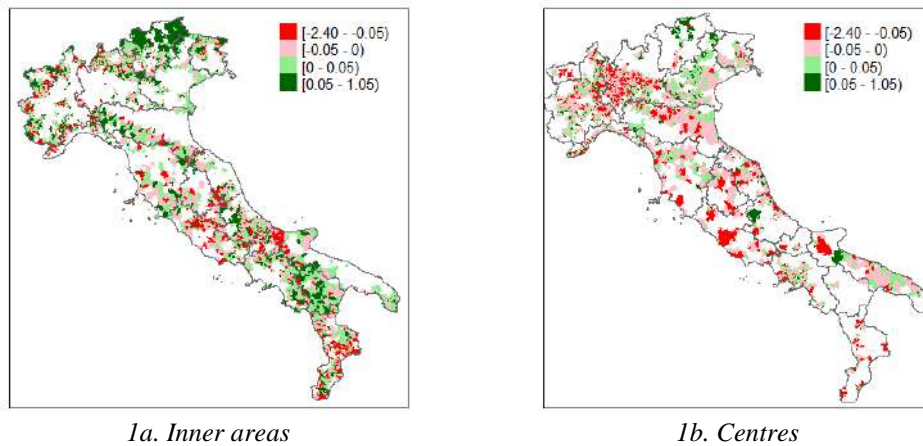 [-2.40 - -0.05)
[-0.05 - 0)
[0 - 0.05)
[0.05 - 1.05)
[-2.40 - -0.05)
[-0.05 - 0)
[0 - 0.05)
[0.05 - 1.05)
1a. Inner areas
1b. Centres